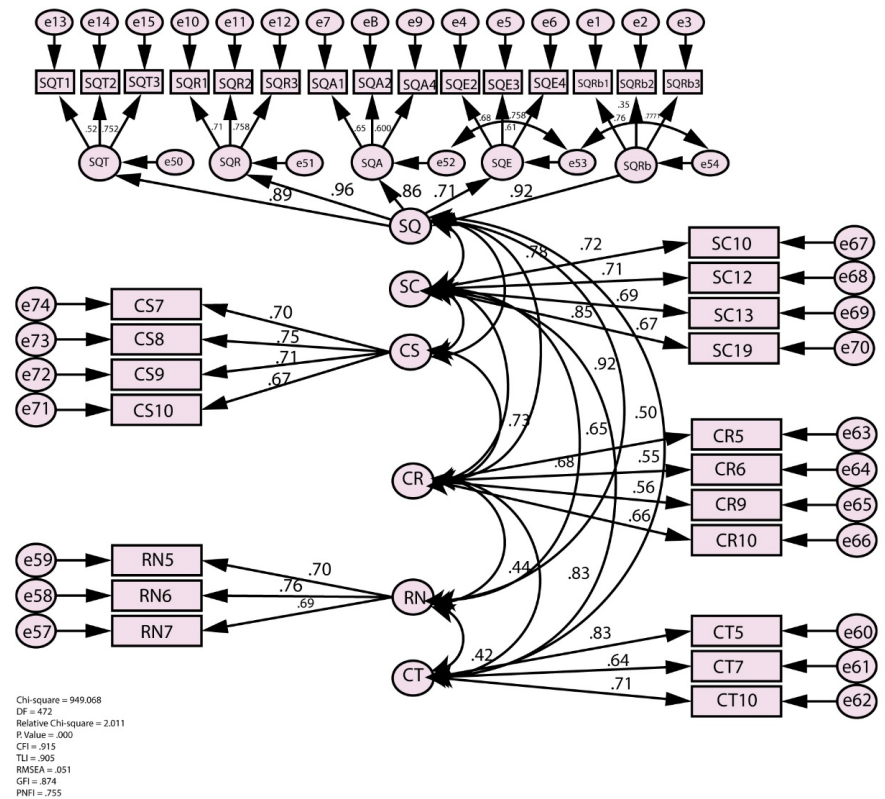 e13 e14 e15 e10 e11 e12 e7 eB e9 e4 e5 e6 e1 e2 e3
SQT1 SQT2 SQT3 SQR1 SQR2 SQR3 SQA1 SQA2 SQA4 SQE2 SQE3 SQE4 SQRb1 SQRb2 SQRb3
.52 .752 .71 .758 .65 .600 .68 .758 .61 .76 .35 .777
SQT e50 SQR e51 SQA e52 SQE e53 SQRb e54
.89 .96 .86 .71 .92
SQ
.78 .72 SC10 e67
.71 SC12 e68
SC .69 SC13 e69
.85 .67 SC19 e70
e74 CS7 .70
e73 CS8 .75 CS
e72 CS9 .71 .92
e71 CS10 .67
.73 .65 .50
CR5 e63
.68 .55 CR6 e64
CR .56 CR9 e65
.66 CR10 e66
e59 RN5 .70 .44 .83
e58 RN6 .76 RN
e57 RN7 .69
.42 .83 CT5 e60
CT .64 CT7 e61
.71 CT10 e62
Chi-square = 949.068
DF = 472
Relative Chi-square = 2.011
P. Value = .000
CFI = .915
TLI = .905
RMSEA = .051
GFI = .874
PNFI = .755